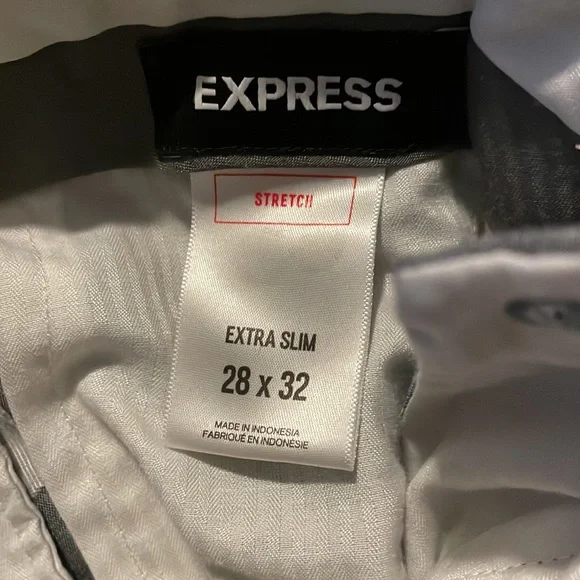 EXPRESS
STRETCH
EXTRA SLIM
28 x 32
MADE IN INDONESIA
FABRIQUÉ EN INDONÉSIE